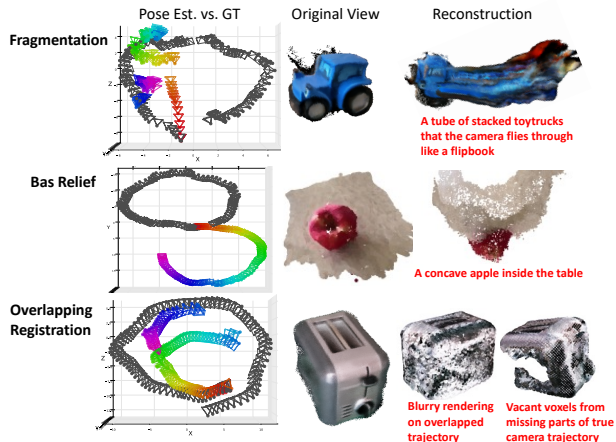 Pose Est. vs. GT
Original View
Reconstruction
Fragmentation
Z
X
A tube of stacked toytrucks
that the camera flies through
like a flipbook
Bas Relief
Y
X
A concave apple inside the table
Overlapping
Registration
Z
X
Blurry rendering
on overlapped
trajectory
Vacant voxels from
missing parts of true
camera trajectory